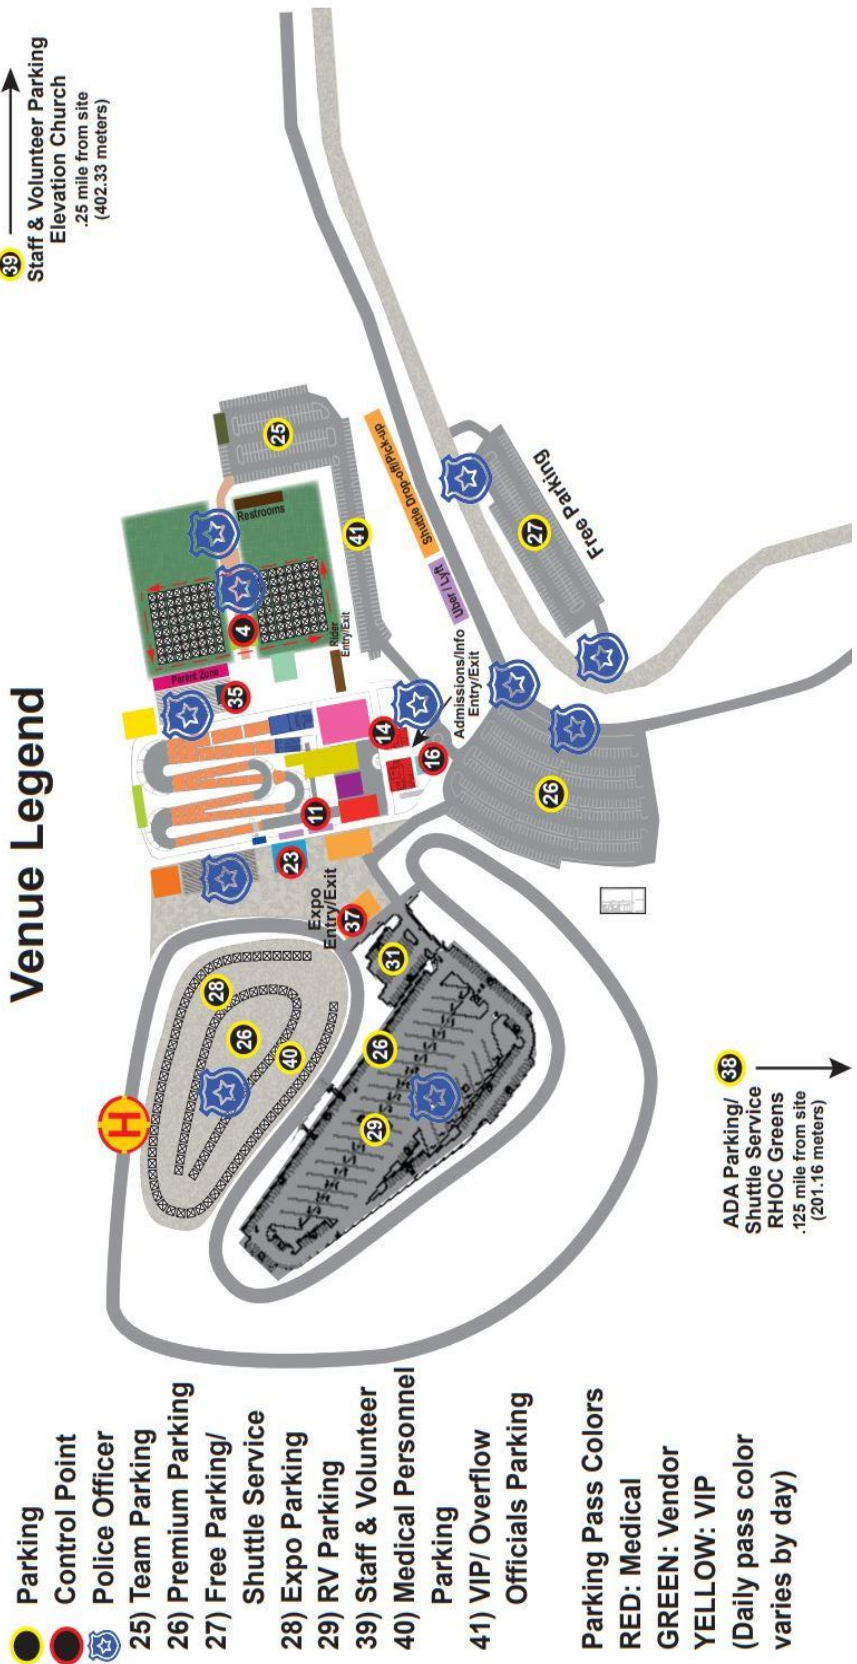 Venue Legend
Parking
Control Point
Police Officer
25) Team Parking
26) Premium Parking
27) Free Parking/
Shuttle Service
28) Expo Parking
29) RV Parking
39) Staff & Volunteer
40) Medical Personnel
Parking
41) VIP/ Overflow
Officials Parking
Parking Pass Colors
RED: Medical
GREEN: Vendor
YELLOW: VIP
(Daily pass color
varies by day)
H
28
26
40
29
26
31
37
Expo
Entry/Exit
23
11
35
Parent Zone
4
Restrooms
Rider
Entry/Exit
14
16
Admissions/Info
Entry/Exit
25
41
Shuttle Drop-off/Pick-up
Uber / Lyft
26
27
Free Parking
39
Staff & Volunteer Parking
Elevation Church
.25 mile from site
(402.33 meters)
38
ADA Parking/
Shuttle Service
RHOC Greens
.125 mile from site
(201.16 meters)